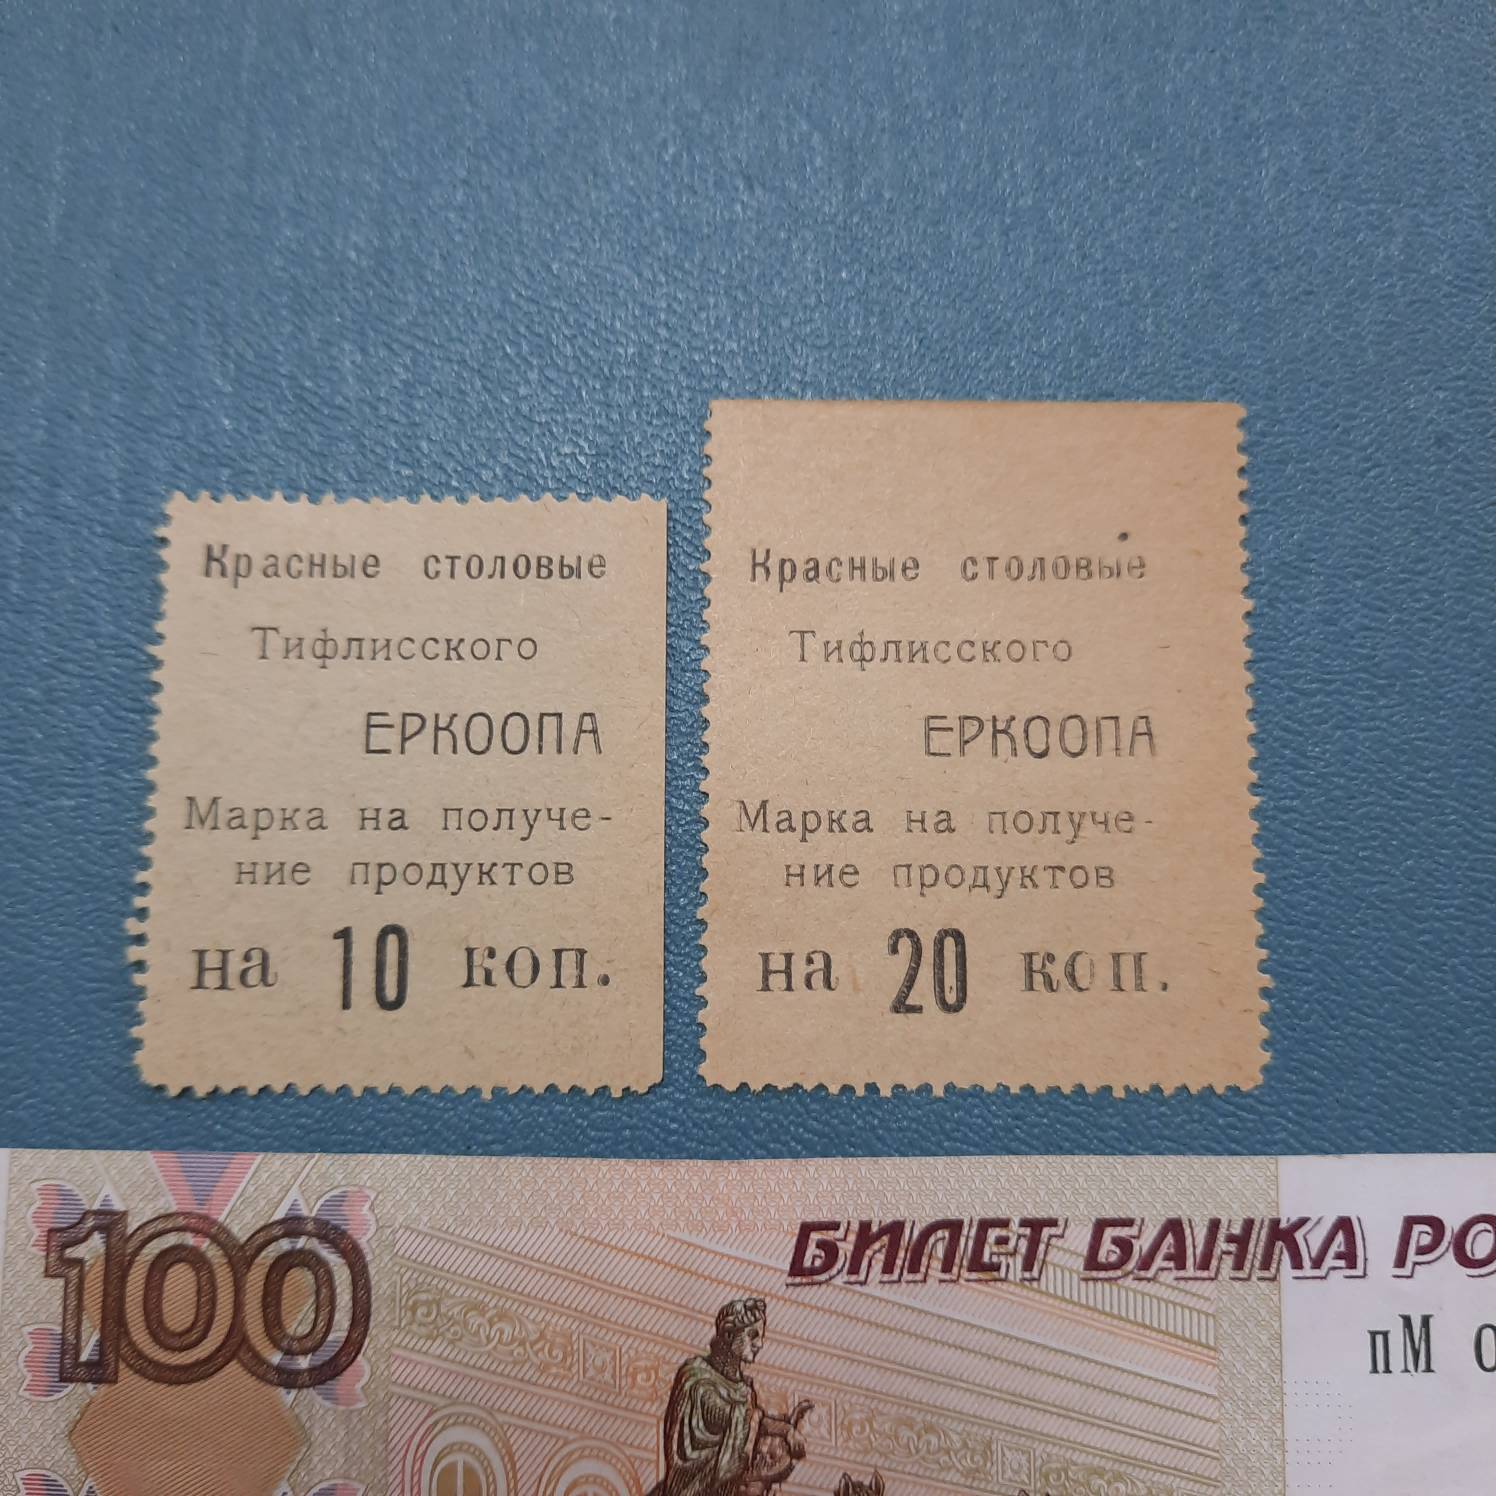 Красные столовые
Тифлисского
ЕРКООПА
Марка на получе-
ние продуктов
на 10 коп.
Красные столовые
Тифлисского
ЕРКООПА
Марка на получе-
ние продуктов
на 20 коп.
100
БИЛЕТ БАНКА РО
пМ 0